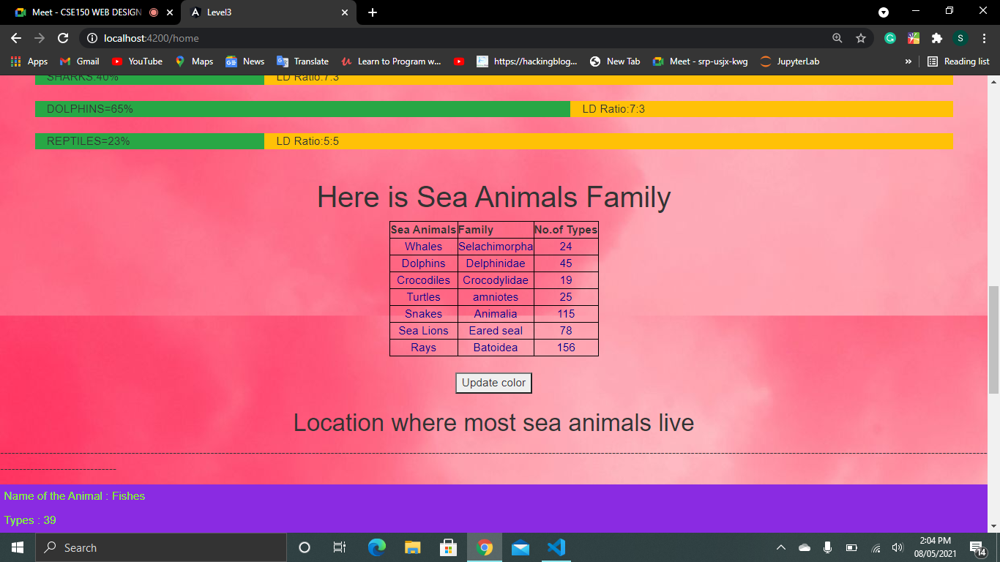 Meet - CSE150 WEB DESIGN
Level3
localhost:4200/home
S
Apps
Gmail
YouTube
Maps
News
Translate
Learn to Program w...
https://hackingblog...
New Tab
Meet - srp-usjx-kwg
JupyterLab
»
Reading list
SHARKS:40% LD Ratio:7:3
DOLPHINS=65% LD Ratio:7:3
REPTILES=23% LD Ratio:5:5
Here is Sea Animals Family
Sea Animals Family No.of Types
Whales Selachimorpha 24
Dolphins Delphinidae 45
Crocodiles Crocodylidae 19
Turtles amniotes 25
Snakes Animalia 115
Sea Lions Eared seal 78
Rays Batoidea 156
Update color
Location where most sea animals live
Name of the Animal : Fishes
Types : 39
Search
2:04 PM
08/05/2021
14